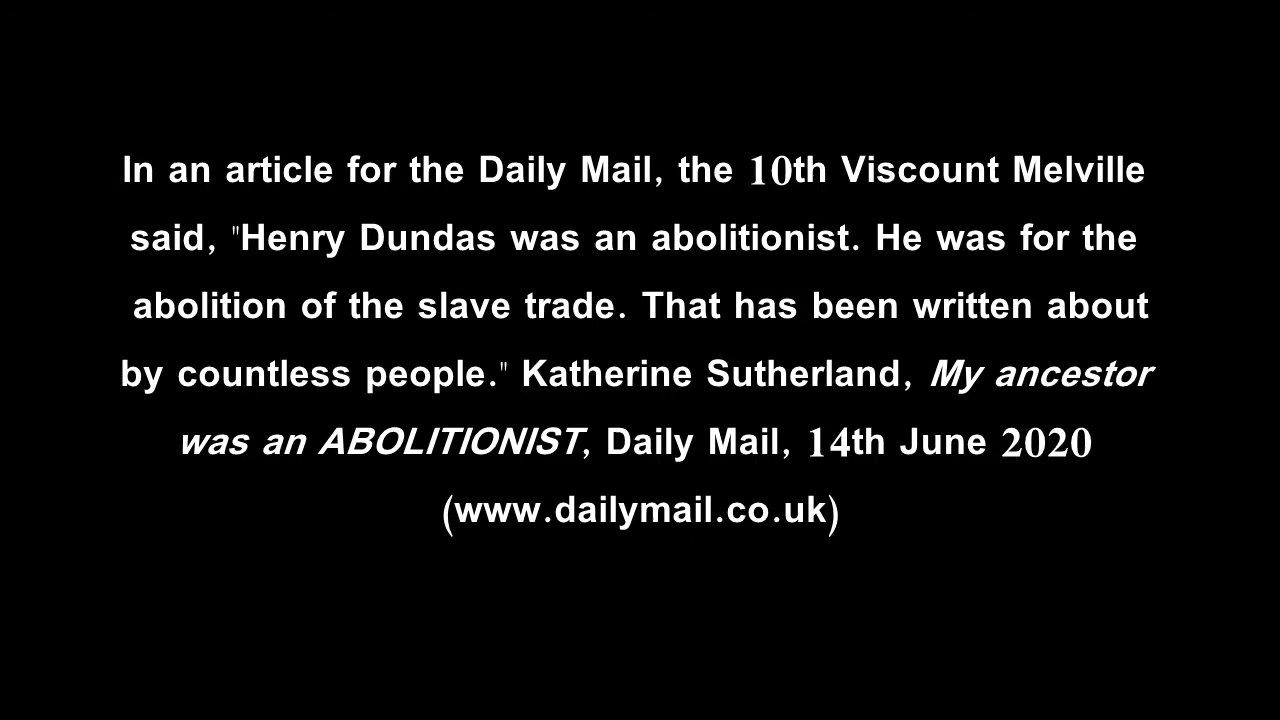 In an article for the Daily Mail, the 10th Viscount Melville
said, "Henry Dundas was an abolitionist. He was for the
abolition of the slave trade. That has been written about
by countless people." Katherine Sutherland, My ancestor
was an ABOLITIONIST, Daily Mail, 14th June 2020
(www.dailymail.co.uk)